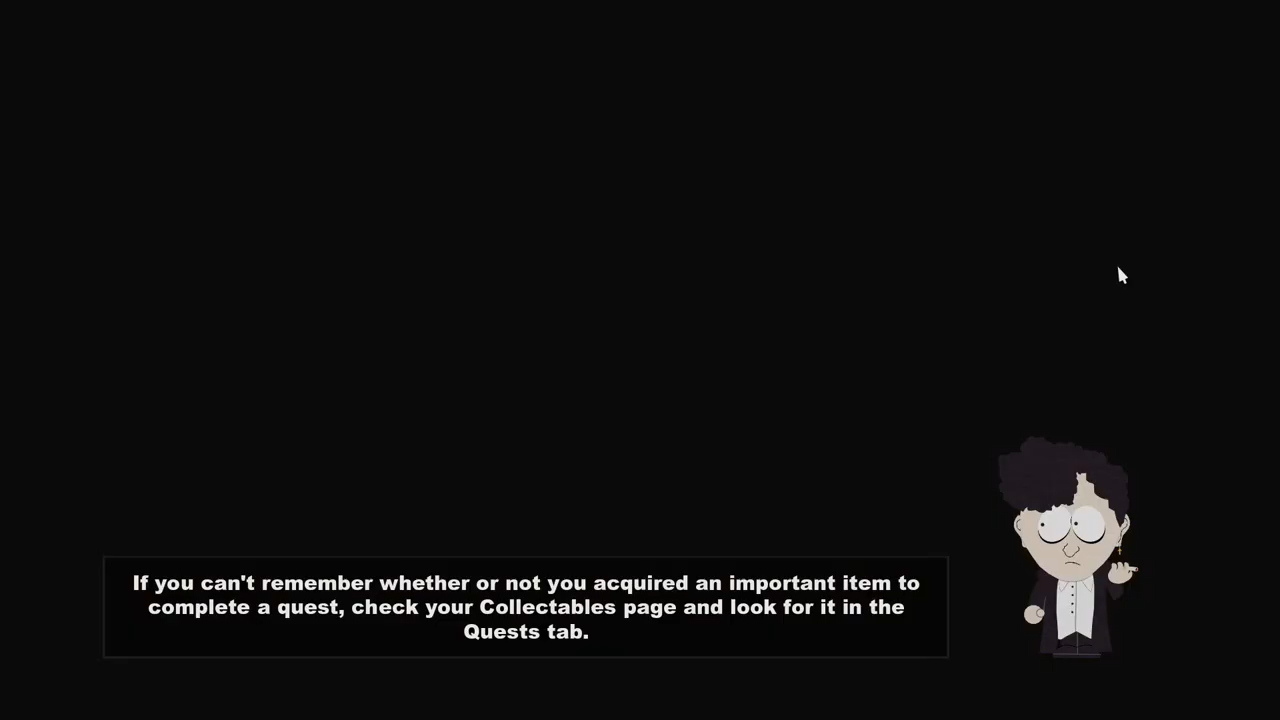 If you can't remember whether or not you acquired an important item to
complete a quest, check your Collectables page and look for it in the
Quests tab.